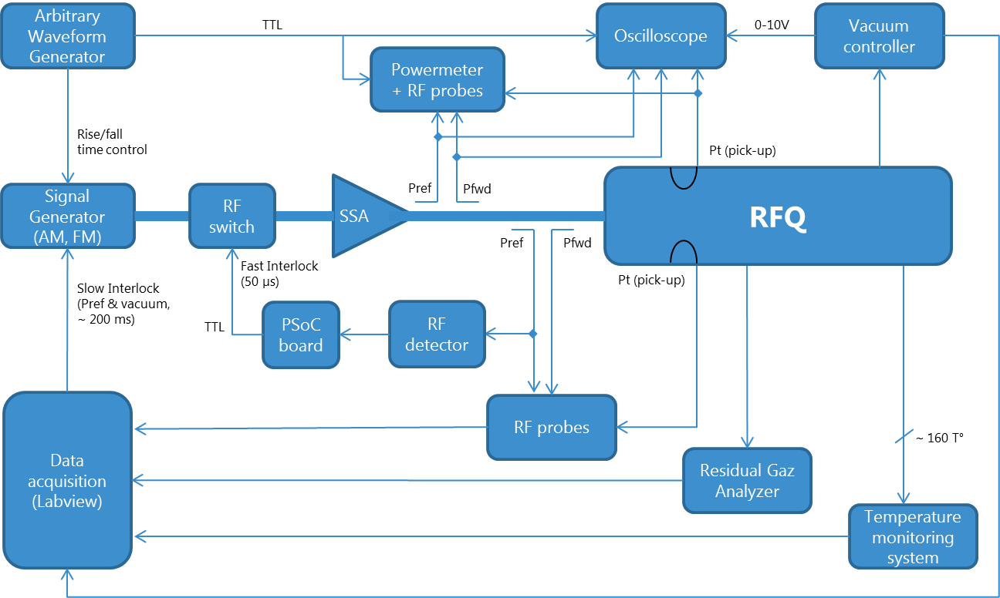 Arbitrary
Waveform
Generator
TTL
Oscilloscope
0-10V
Vacuum
controller
Powermeter
+ RF probes
Rise/fall
time control
Pt (pick-up)
Signal
Generator
(AM, FM)
RF
switch
SSA
Pref
Pfwd
RFQ
Pref
Pfwd
Pt (pick-up)
Fast Interlock
(50 µs)
Slow Interlock
(Pref & vacuum,
~ 200 ms)
TTL
PSoC
board
RF
detector
RF probes
~ 160 T°
Data
acquisition
(Labview)
Residual Gaz
Analyzer
Temperature
monitoring
system